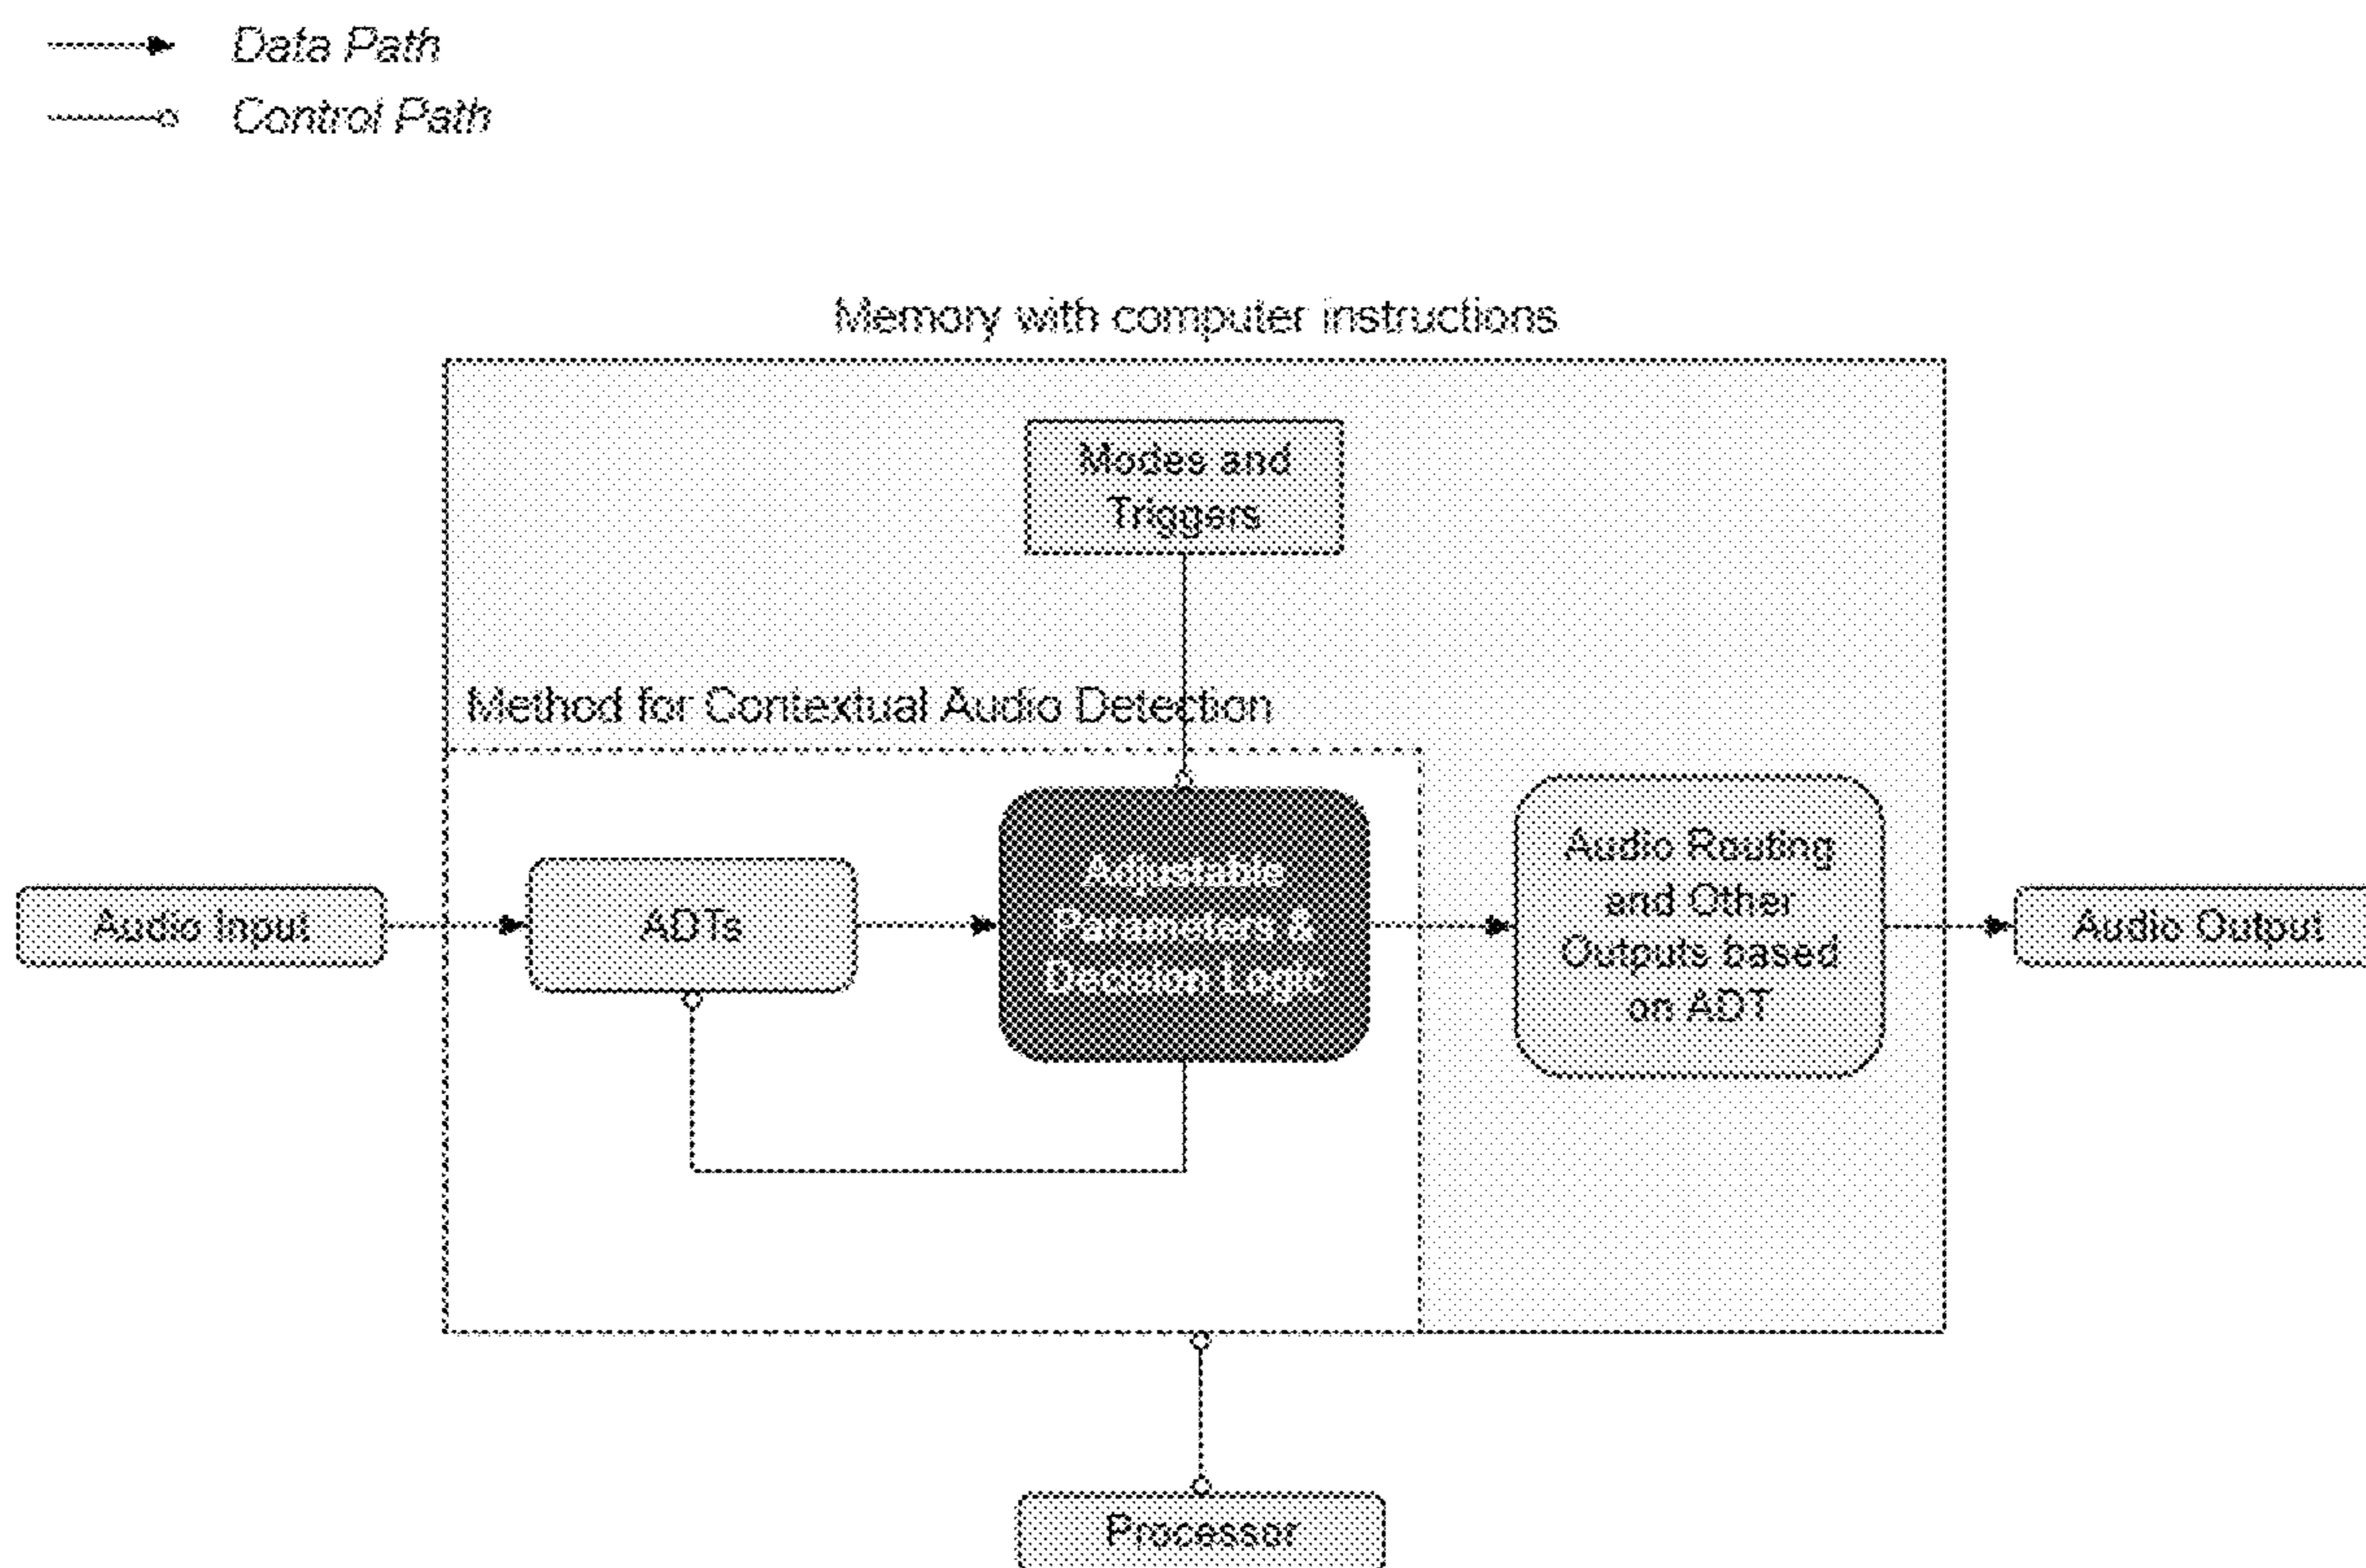 Data Path
Control Path
Memory with computer instructions
Modes and
Triggers
Method for Contextual Audio Detection
Audio Input
ADTs
Adjustable
Parameters &
Decision Logic
Audio Routing
and Other
Outputs based
on ADT
Audio Output
Processor